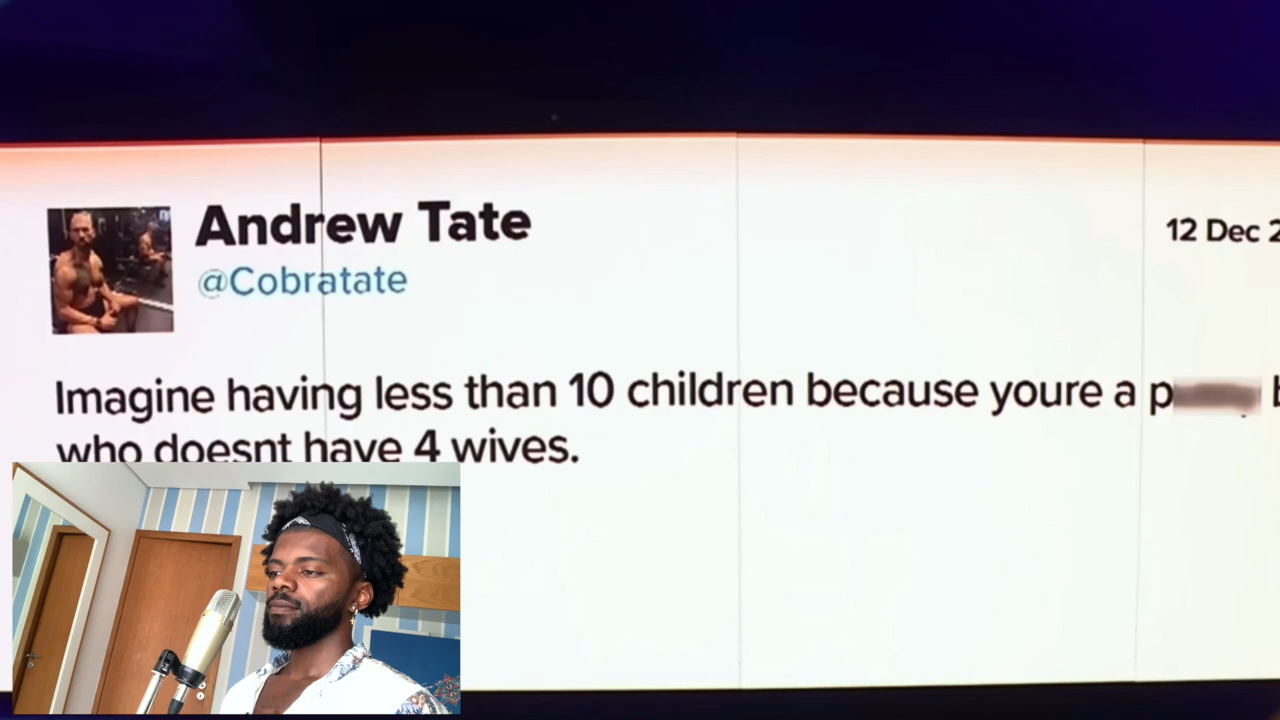 Andrew Tate
@Cobratate
12 Dec
Imagine having less than 10 children because youre a
who doesnt have 4 wives.